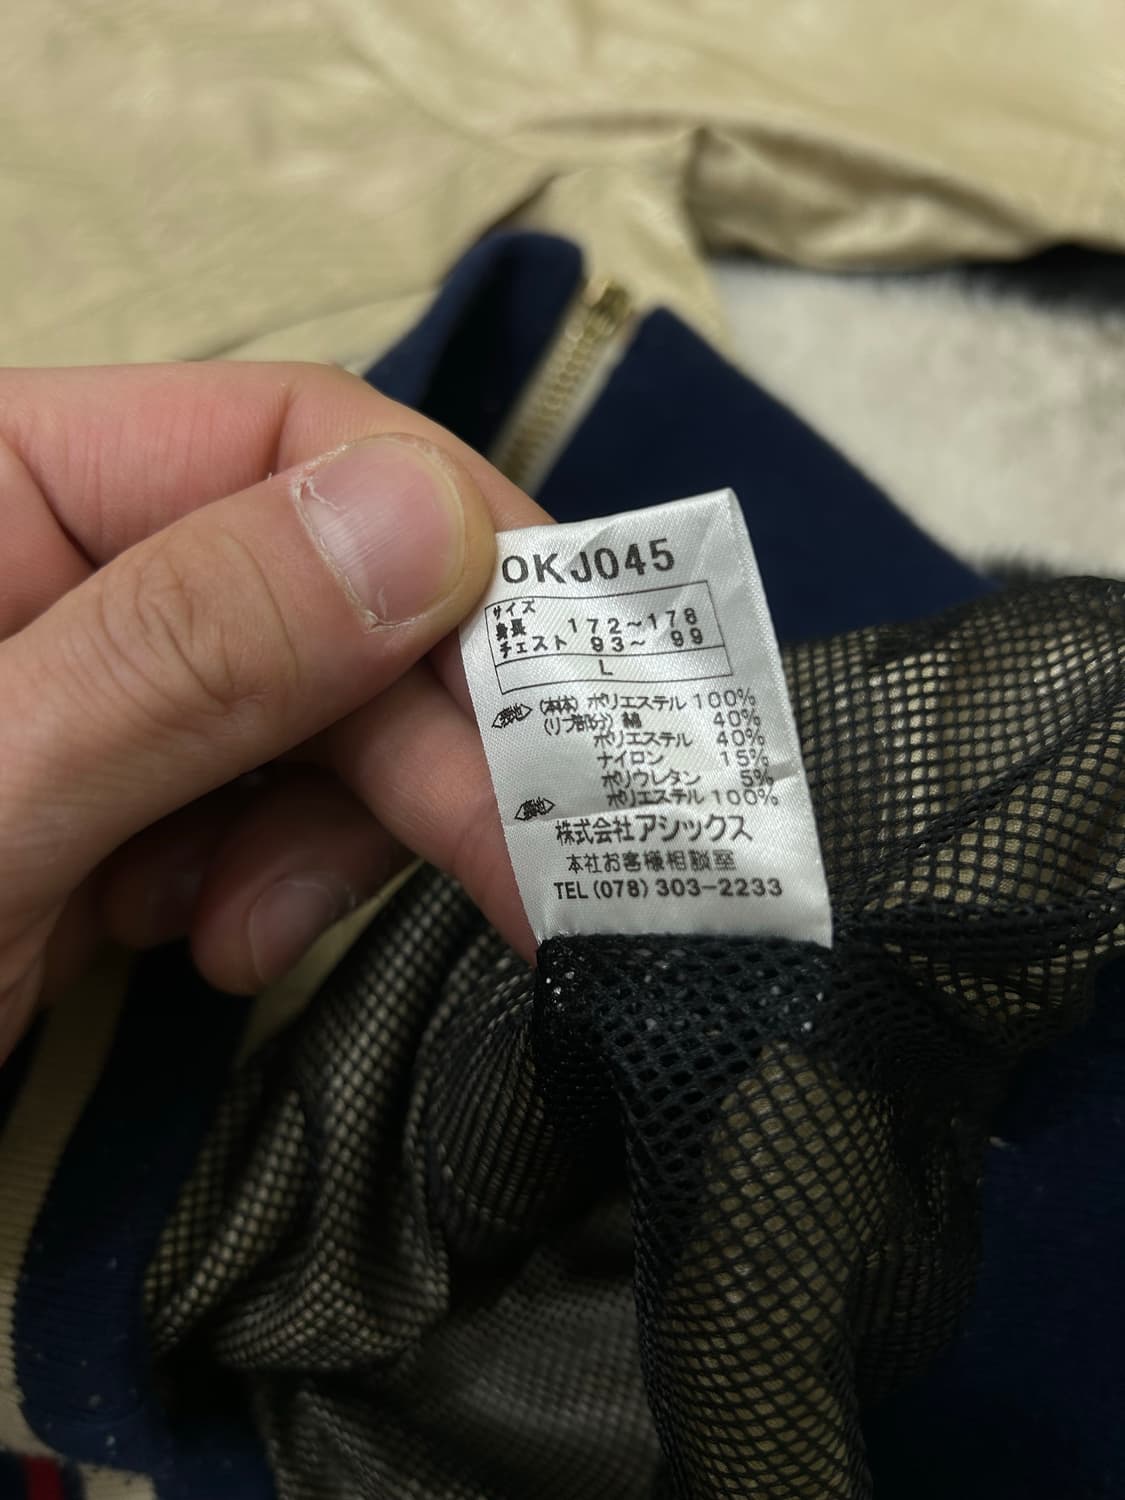 OKJ045
サイズ
身長 172~178
チェスト 93~ 99
L
表地 (本体) ポリエステル 100%
(リブ部分) 綿 40%
ポリエステル 40%
ナイロン 15%
ポリウレタン 5%
裏地 ポリエステル 100%
株式会社アシックス
本社お客様相談室
TEL (078) 303-2233